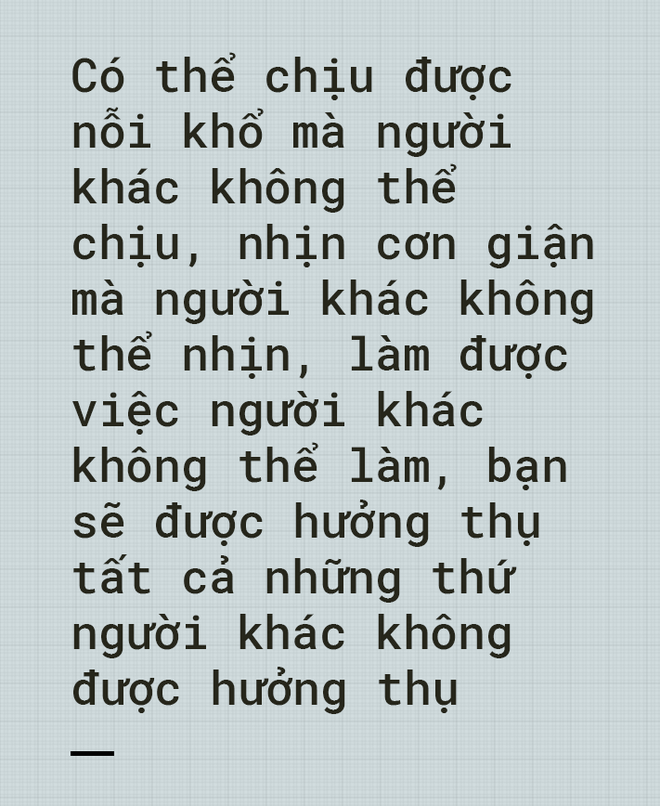 Có thể chịu được
nỗi khổ mà người
khác không thể
chịu, nhịn cơn giận
mà người khác không
thể nhịn, làm được
việc người khác
không thể làm, bạn
sẽ được hưởng thụ
tất cả những thứ
người khác không
được hưởng thụ